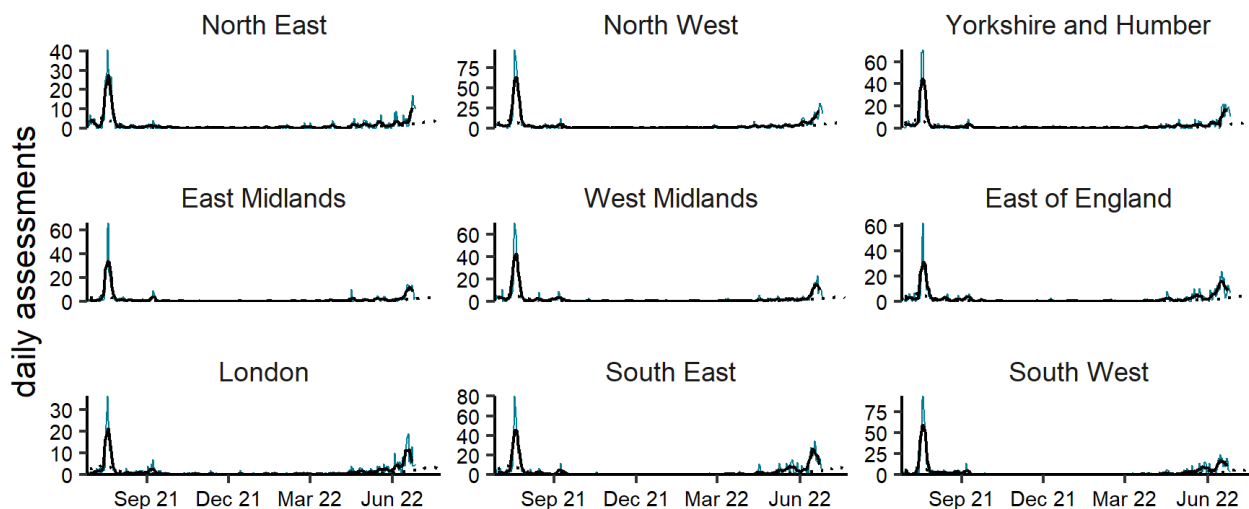 North East
North West
Yorkshire and Humber
40
30
20
10
0
75
50
25
0
60
40
20
0
daily assessments
East Midlands
West Midlands
East of England
60
40
20
0
60
40
20
0
60
40
20
0
London
South East
South West
30
20
10
0
80
60
40
20
0
75
50
25
0
Sep 21 Dec 21 Mar 22 Jun 22
Sep 21 Dec 21 Mar 22 Jun 22
Sep 21 Dec 21 Mar 22 Jun 22